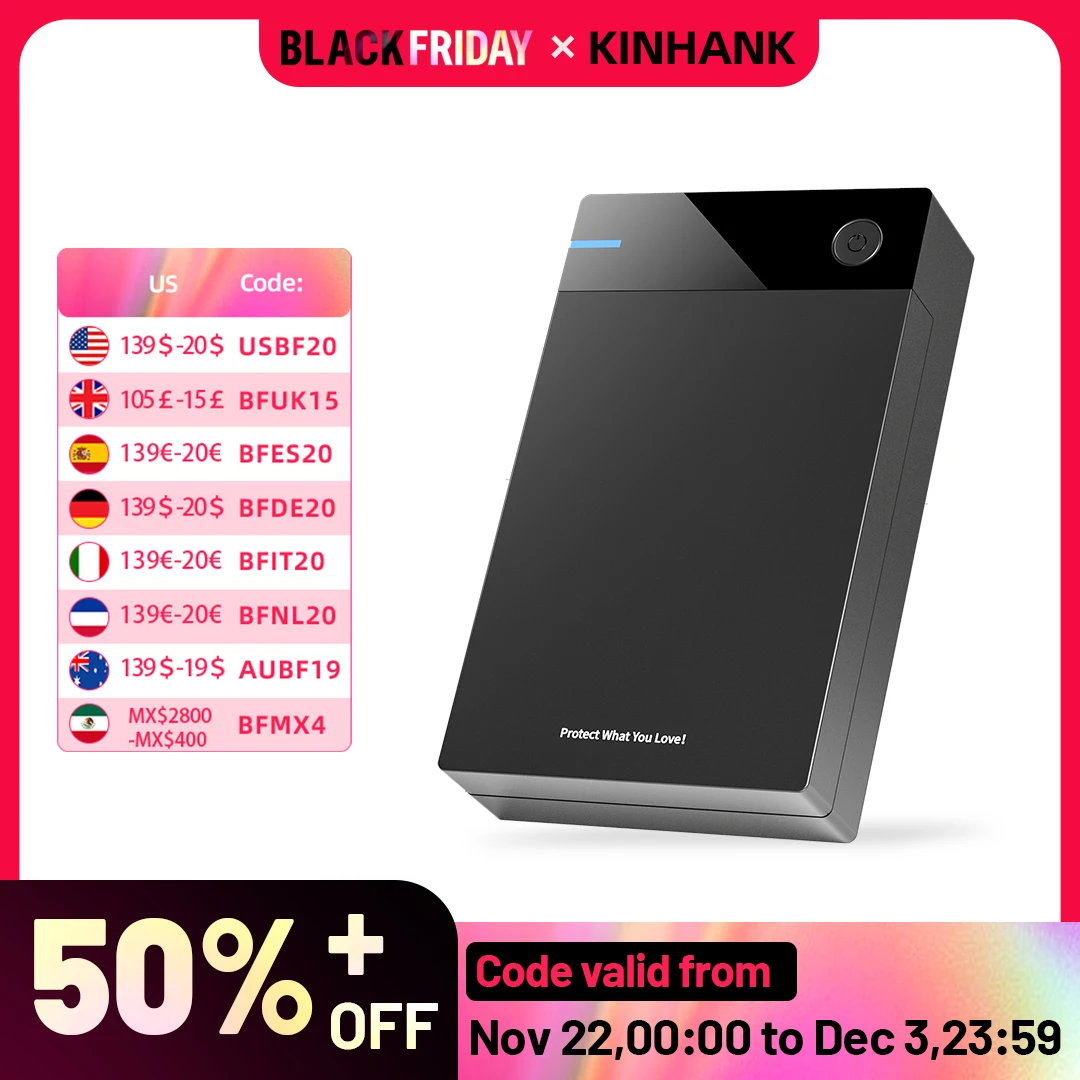 BLACK FRIDAY × KINHANK
US Code:
139$-20$ USBF20
105£-15£ BFUK15
139€-20€ BFES20
139$-20$ BFDE20
139€-20€ BFIT20
139€-20€ BFNL20
139$-19$ AUBF19
MX$2800
-MX$400 BFMX4
Protect What You Love!
50%+
OFF
Code valid from
Nov 22,00:00 to Dec 3,23:59